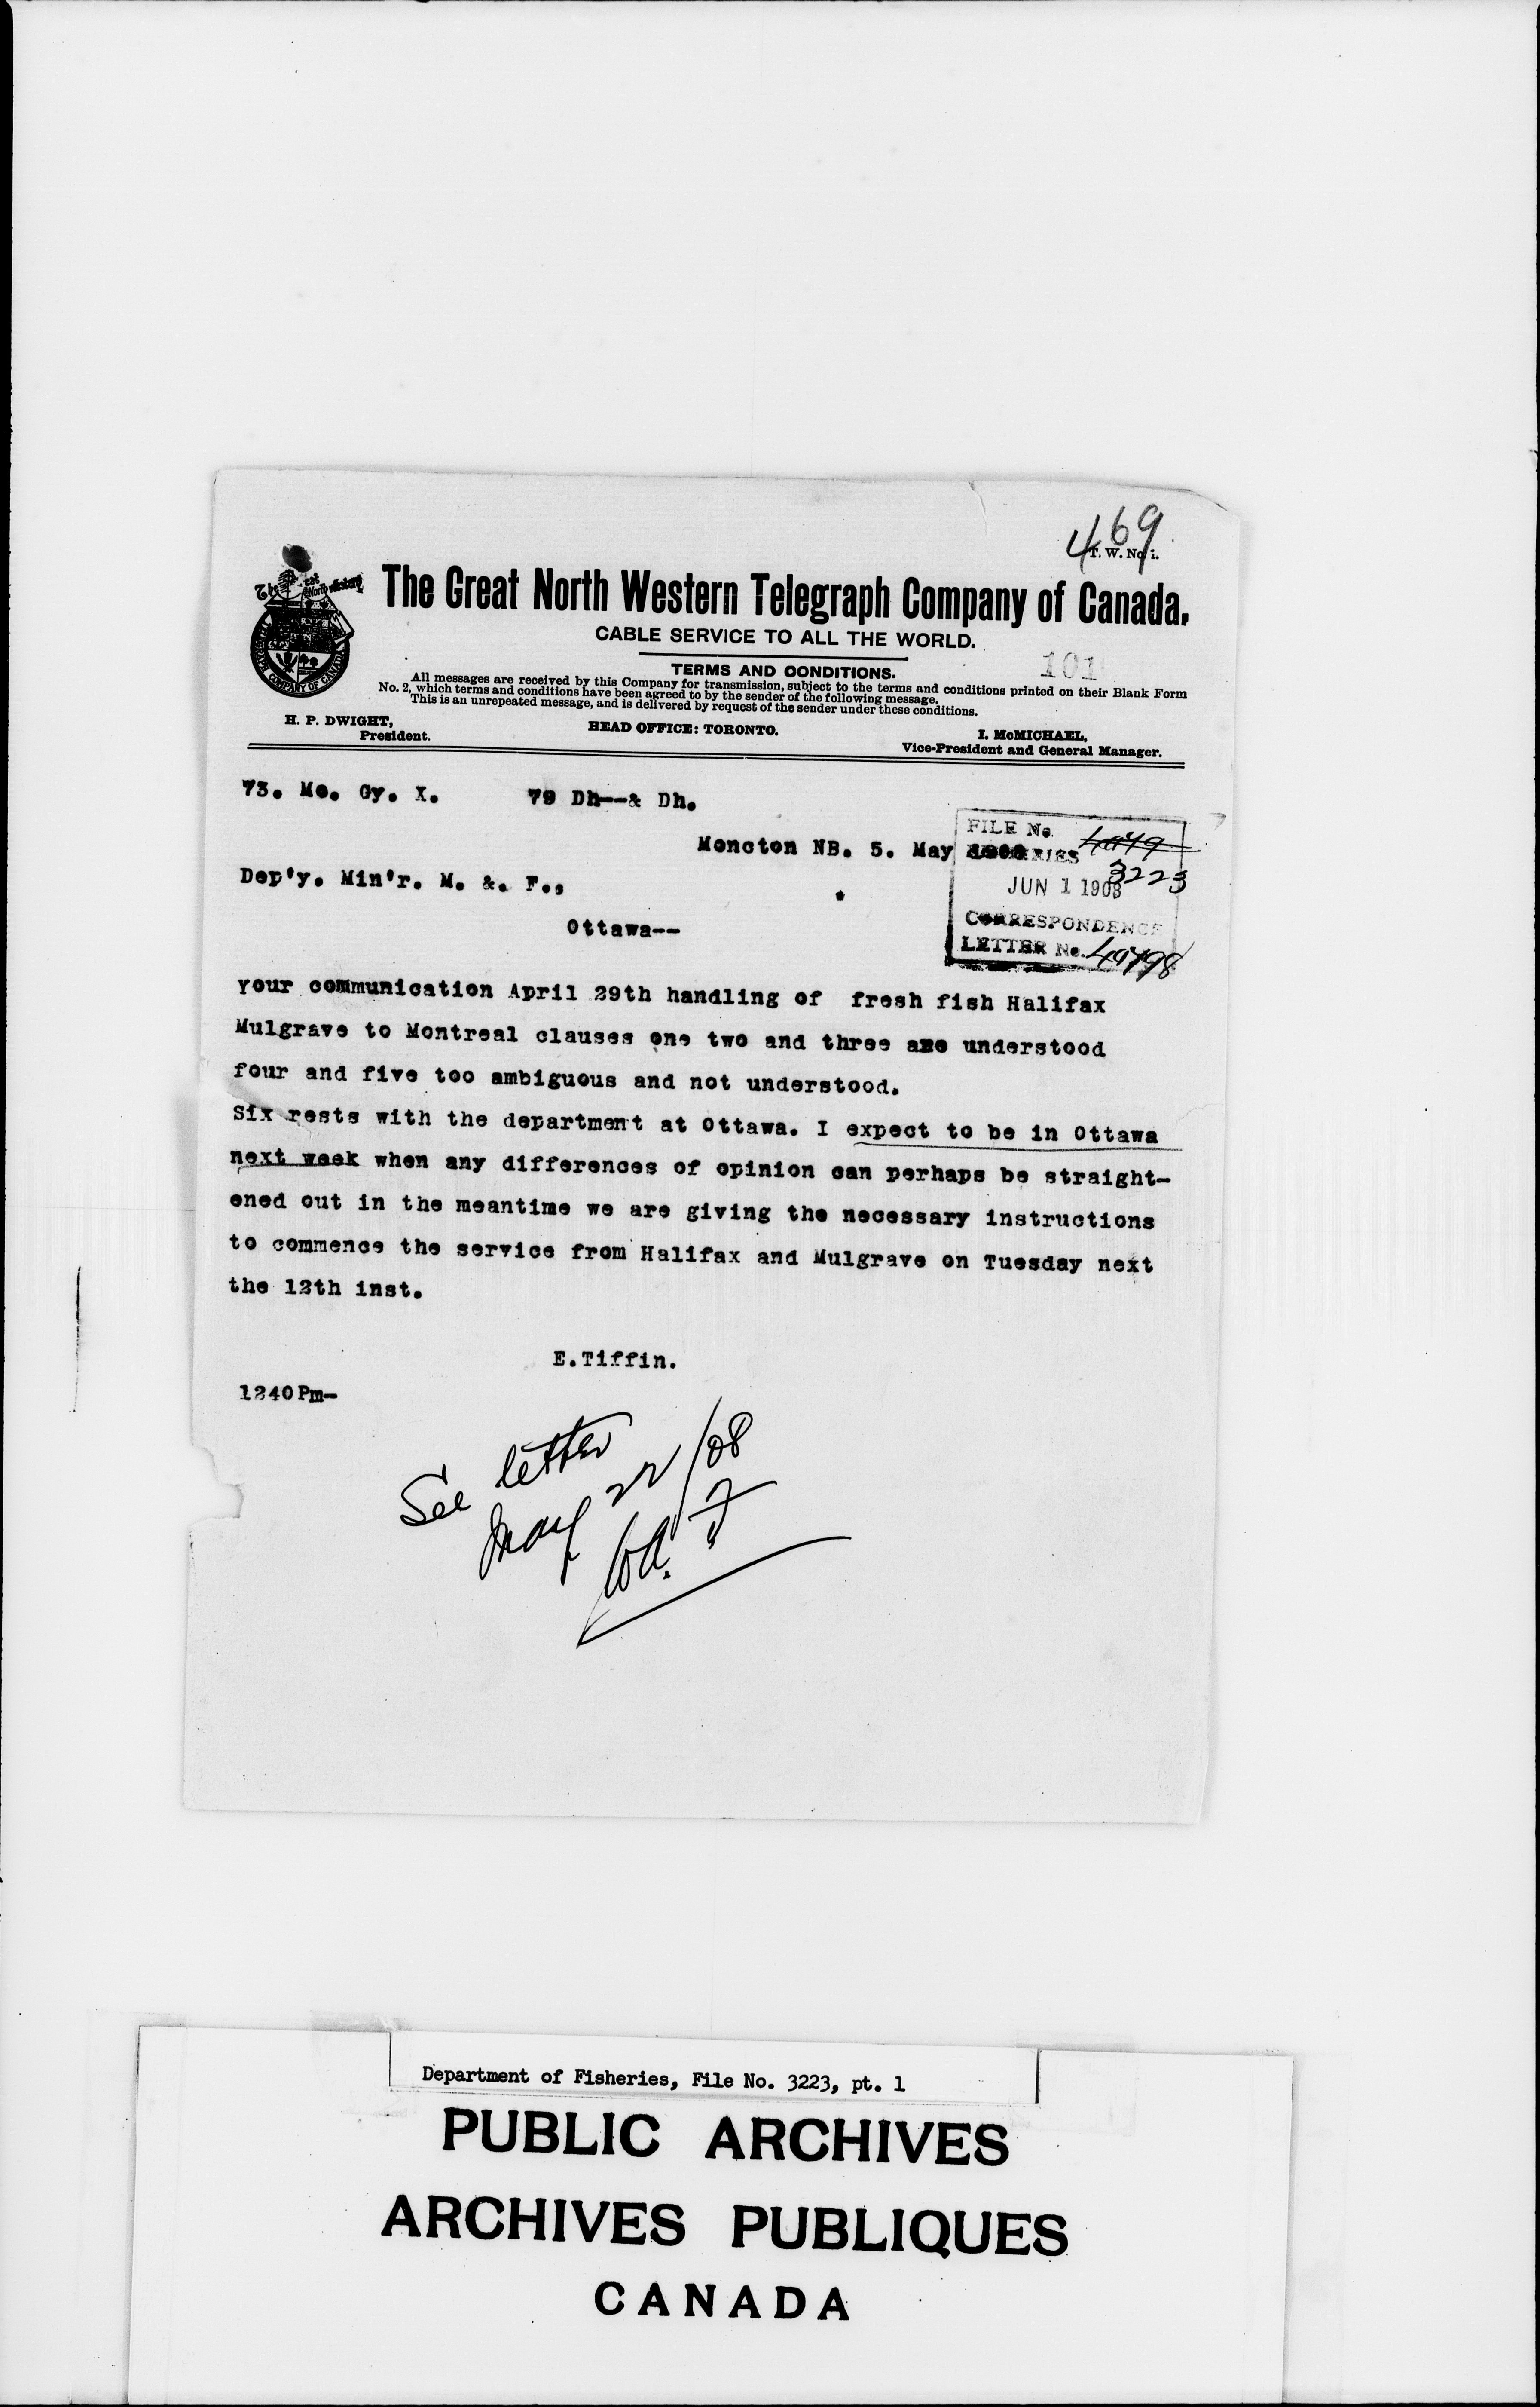 469
T. W. No. 1.
The Great North Western Telegraph Company of Canada.
CABLE SERVICE TO ALL THE WORLD.
101
TERMS AND CONDITIONS.
All messages are received by this Company for transmission, subject to the terms and conditions printed on their Blank Form
No. 2, which terms and conditions have been agreed to by the sender of the following message.
This is an unrepeated message, and is delivered by request of the sender under these conditions.
H. P. DWIGHT,
President.
HEAD OFFICE: TORONTO.
I. McMICHAEL,
Vice-President and General Manager.
73. Mo. Gy. X. 79 Dh--& Dh.
Moncton NB. 5. May 1908
FILE No.
3223
JUN 1 1908
CORRESPONDENCE
LETTER No.
Dep'y. Min'r. M. &. F.,
Ottawa--
Your communication April 29th handling of fresh fish Halifax
Mulgrave to Montreal clauses one two and three are understood
four and five too ambiguous and not understood.
Six rests with the department at Ottawa. I expect to be in Ottawa
next week when any differences of opinion can perhaps be straight-
ened out in the meantime we are giving the necessary instructions
to commence the service from Halifax and Mulgrave on Tuesday next
the 12th inst.
E.Tiffin.
1240Pm-
See letter
May 22/08
Department of Fisheries, File No. 3223, pt. 1
PUBLIC ARCHIVES
ARCHIVES PUBLIQUES
CANADA